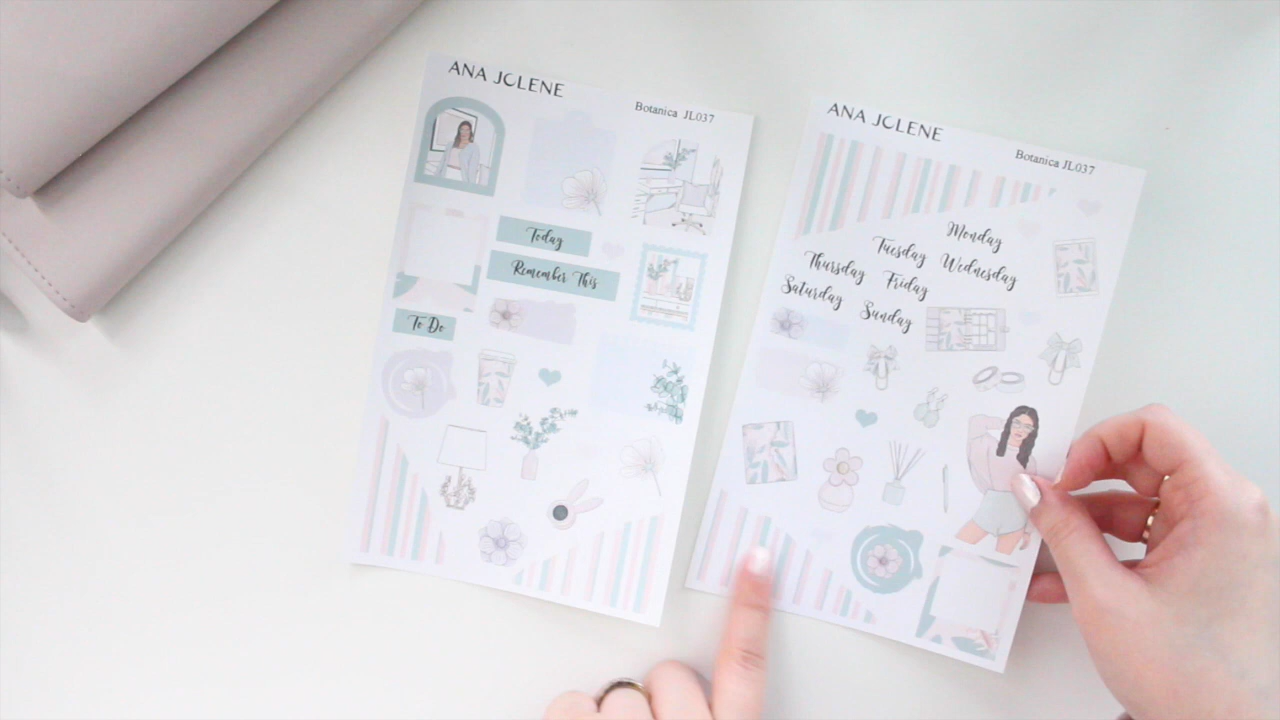 ANA JOLENE
Botanica JL037
Today
Remember This
To Do
ANA JOLENE
Botanica JL037
Monday
Tuesday
Wednesday
Thursday
Friday
Saturday
Sunday